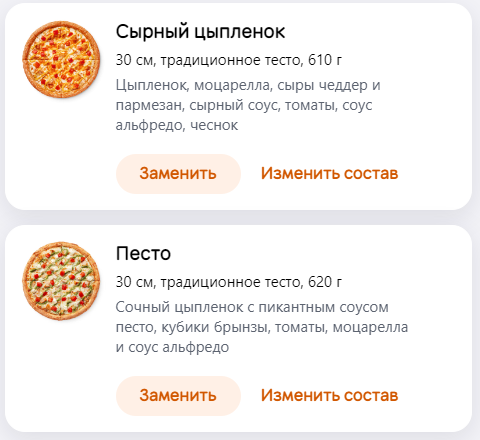 Сырный цыпленок
30 см, традиционное тесто, 610 г
Цыпленок, моцарелла, сыры чеддер и
пармезан, сырный соус, томаты, соус
альфредо, чеснок
Заменить Изменить состав
Песто
30 см, традиционное тесто, 620 г
Сочный цыпленок с пикантным соусом
песто, кубики брынзы, томаты, моцарелла
и соус альфредо
Заменить Изменить состав